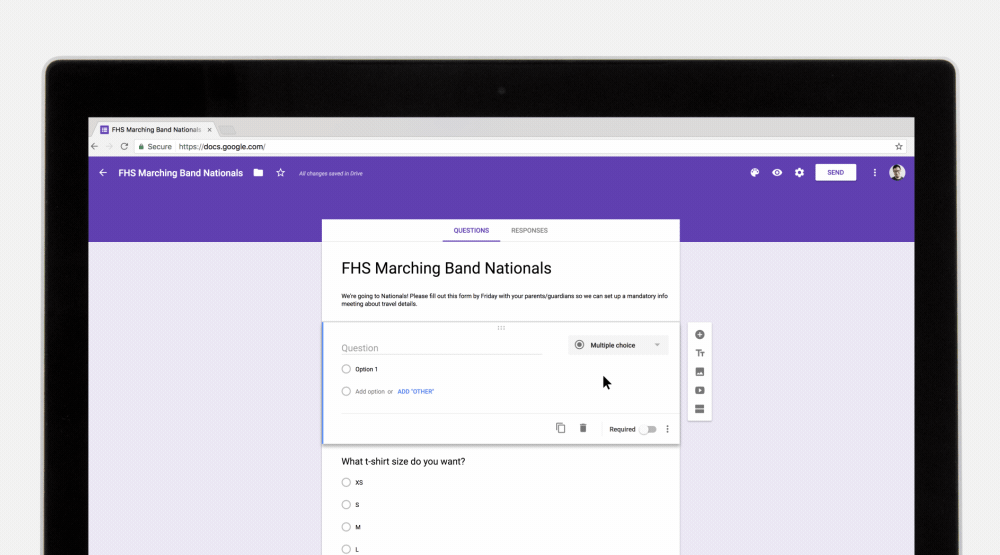 FHS Marching Band Nationals
Secure https://docs.google.com/
FHS Marching Band Nationals All changes saved in Drive SEND
QUESTIONS RESPONSES
FHS Marching Band Nationals
We're going to Nationals! Please fill out this form by Friday with your parents/guardians so we can set up a mandatory info
meeting about travel details.
Question Multiple choice
Option 1
Add option or ADD "OTHER"
Required
What t-shirt size do you want?
XS
S
M
L